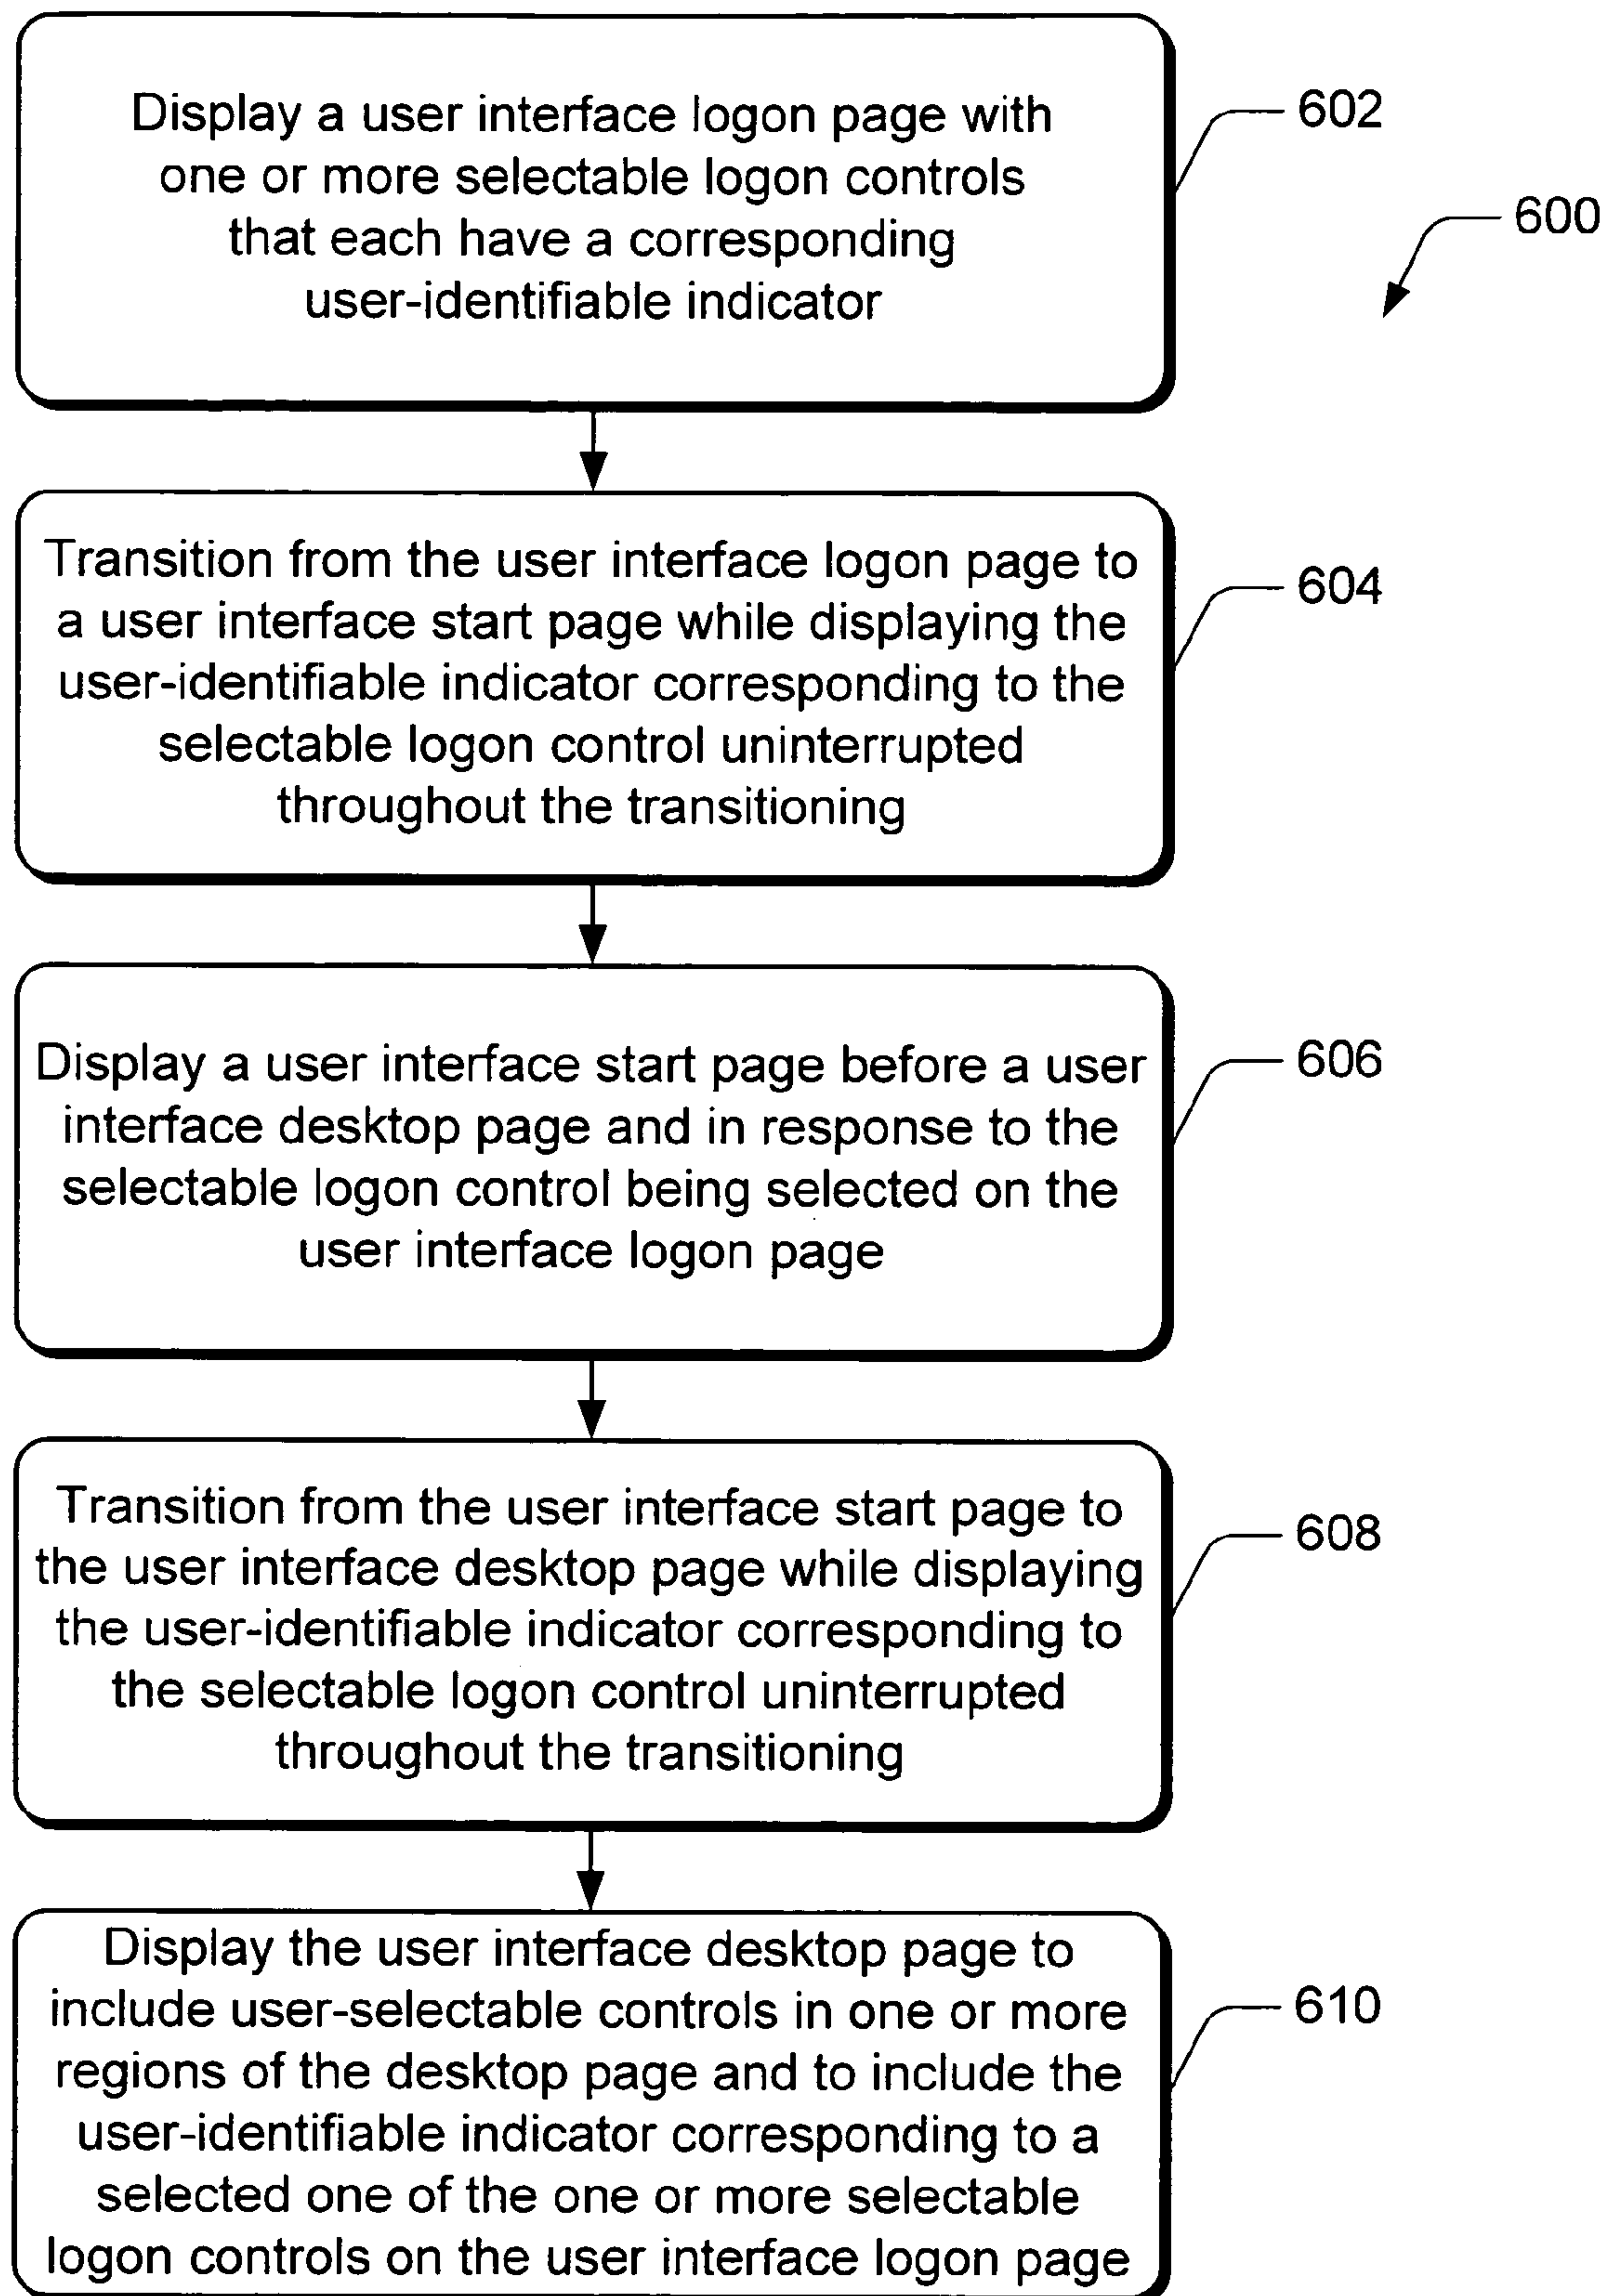 Display a user interface logon page with
one or more selectable logon controls
that each have a corresponding
user-identifiable indicator
602
600
Transition from the user interface logon page to
a user interface start page while displaying the
user-identifiable indicator corresponding to the
selectable logon control uninterrupted
throughout the transitioning
604
Display a user interface start page before a user
interface desktop page and in response to the
selectable logon control being selected on the
user interface logon page
606
Transition from the user interface start page to
the user interface desktop page while displaying
the user-identifiable indicator corresponding to
the selectable logon control uninterrupted
throughout the transitioning
608
Display the user interface desktop page to
include user-selectable controls in one or more
regions of the desktop page and to include the
user-identifiable indicator corresponding to a
selected one of the one or more selectable
logon controls on the user interface logon page
610